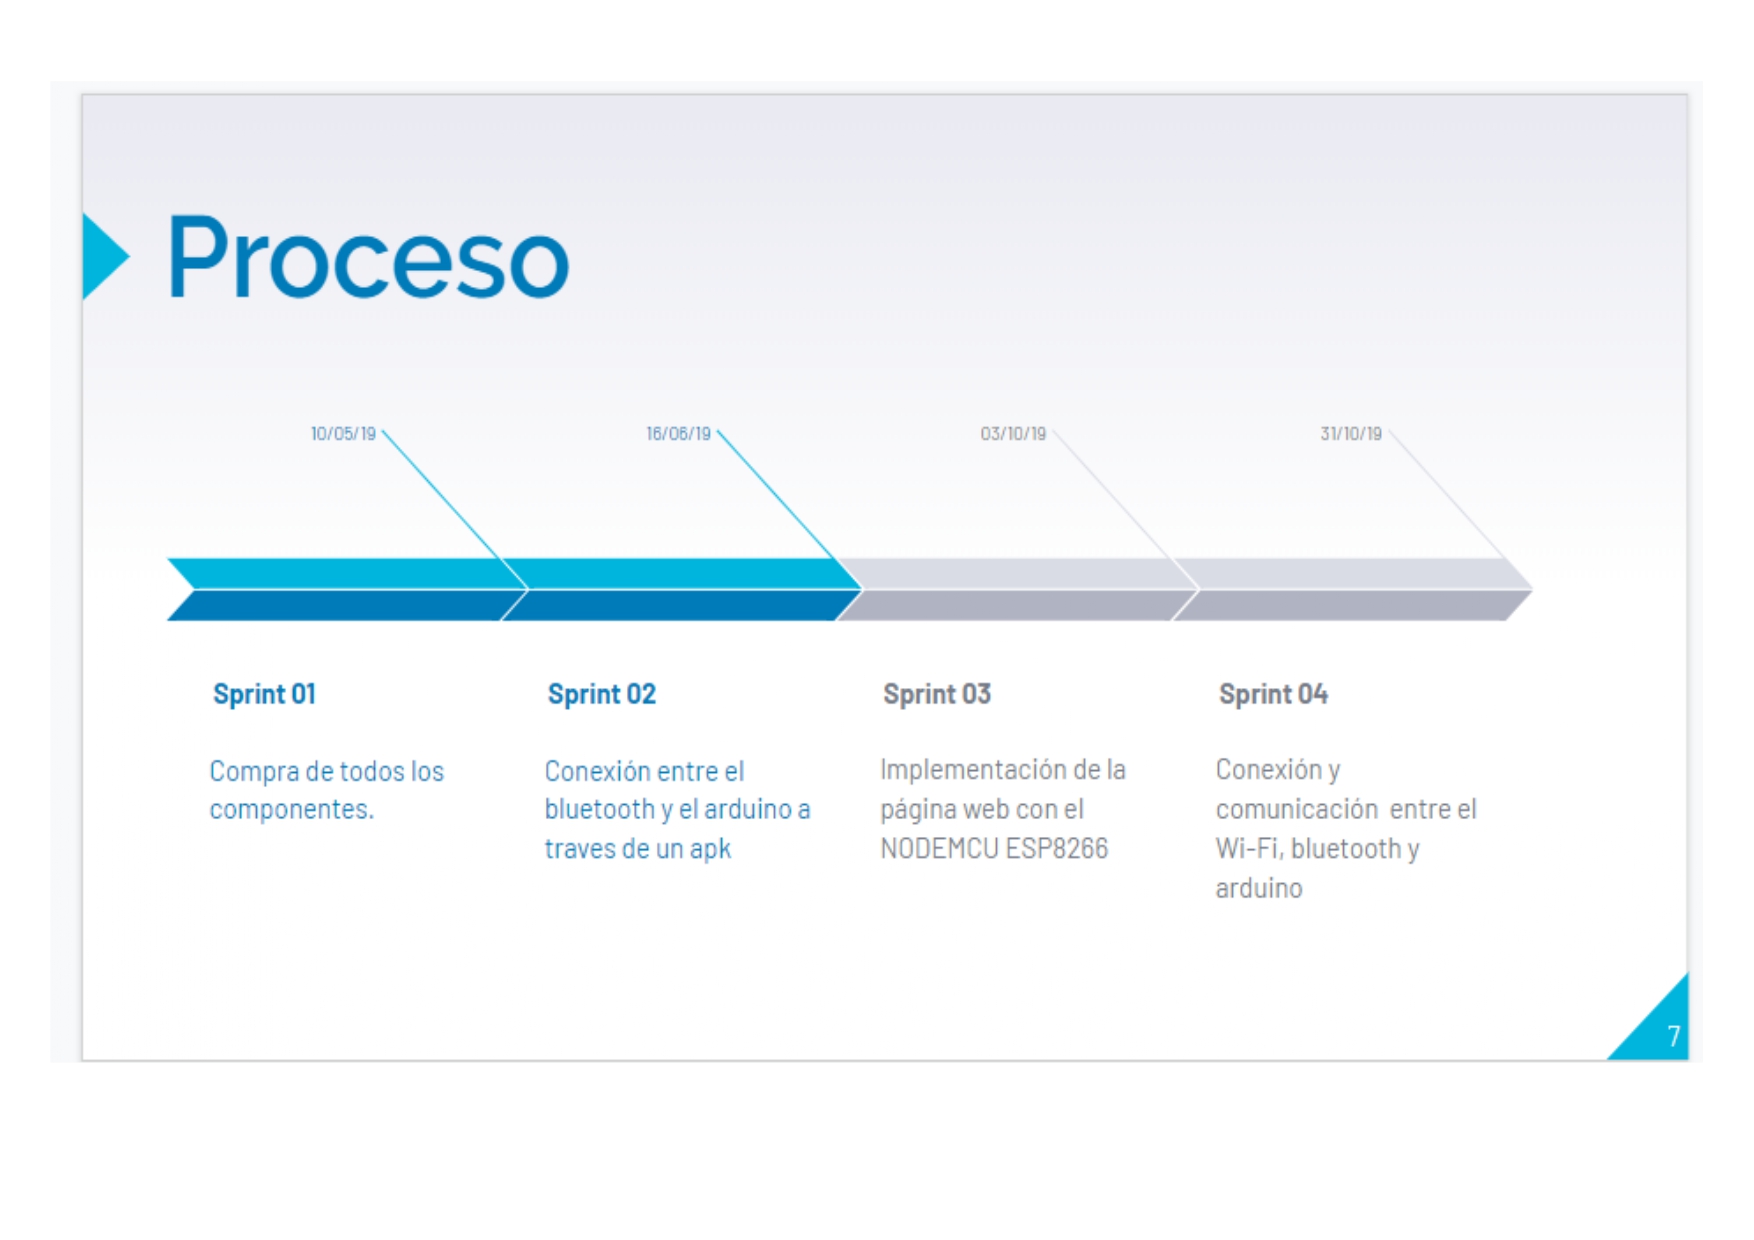 Proceso
10/05/19
16/06/19
03/10/19
31/10/19
Sprint 01
Compra de todos los
componentes.
Sprint 02
Conexión entre el
bluetooth y el arduino a
traves de un apk
Sprint 03
Implementación de la
página web con el
NODEMCU ESP8266
Sprint 04
Conexión y
comunicación  entre el
Wi-Fi, bluetooth y
arduino
7